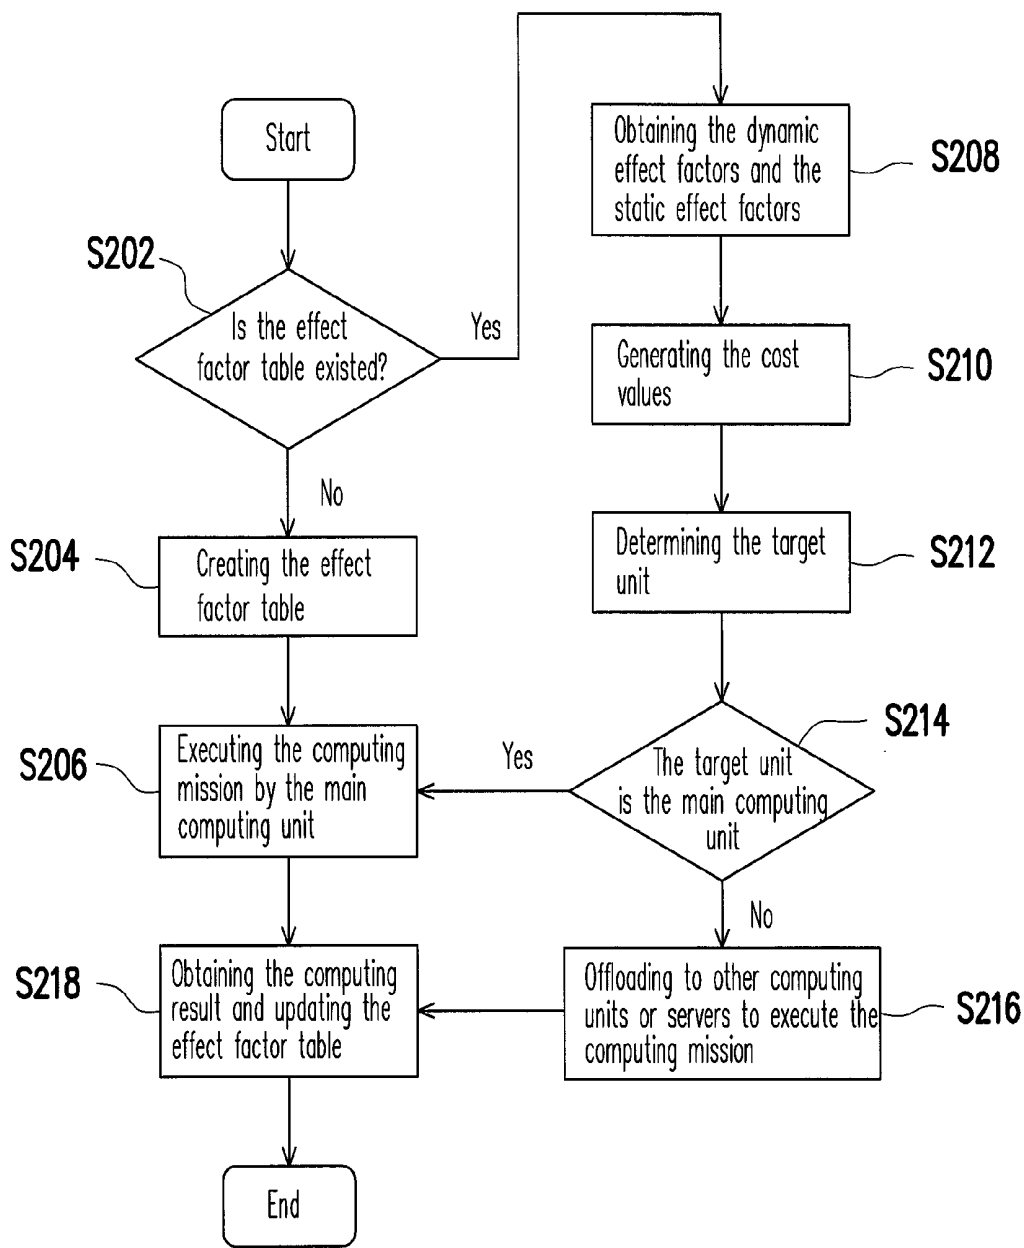 Start
S202
Is the effect
factor table existed?
Yes
No
S204
Creating the effect
factor table
S206
Executing the computing
mission by the main
computing unit
S218
Obtaining the computing
result and updating the
effect factor table
End
Obtaining the dynamic
effect factors and the
static effect factors
S208
Generating the cost
values
S210
Determining the target
unit
S212
The target unit
is the main computing
unit
S214
Yes
No
Offloading to other computing
units or servers to execute the
computing mission
S216